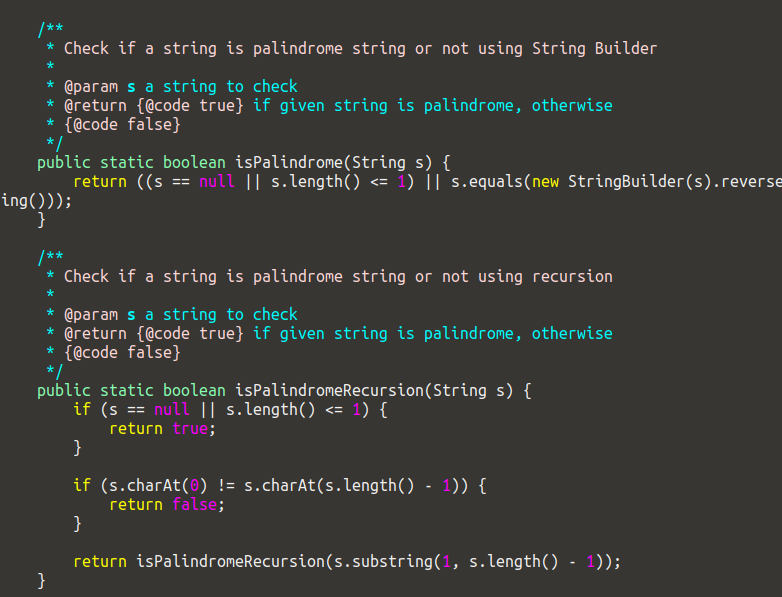 /**
* Check if a string is palindrome string or not using String Builder
*
* @param s a string to check
* @return {@code true} if given string is palindrome, otherwise
* {@code false}
*/
public static boolean isPalindrome(String s) {
return ((s == null || s.length() <= 1) || s.equals(new StringBuilder(s).reverse
ing()));
}
/**
* Check if a string is palindrome string or not using recursion
*
* @param s a string to check
* @return {@code true} if given string is palindrome, otherwise
* {@code false}
*/
public static boolean isPalindromeRecursion(String s) {
if (s == null || s.length() <= 1) {
return true;
}
if (s.charAt(0) != s.charAt(s.length() - 1)) {
return false;
}
return isPalindromeRecursion(s.substring(1, s.length() - 1));
}